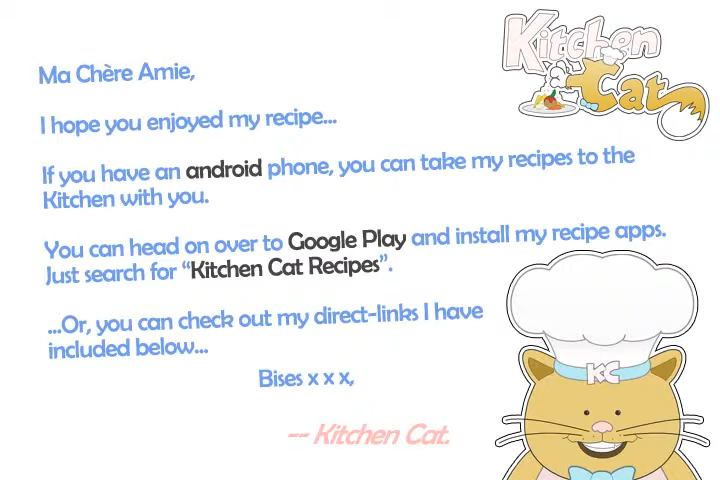 Kitchen
Cat
Ma Chère Amie,
I hope you enjoyed my recipe...
If you have an android phone, you can take my recipes to the
Kitchen with you.
You can head on over to Google Play and install my recipe apps.
Just search for “Kitchen Cat Recipes”.
...Or, you can check out my direct-links I have
included below...
Bises x x x,
-- Kitchen Cat.
KC